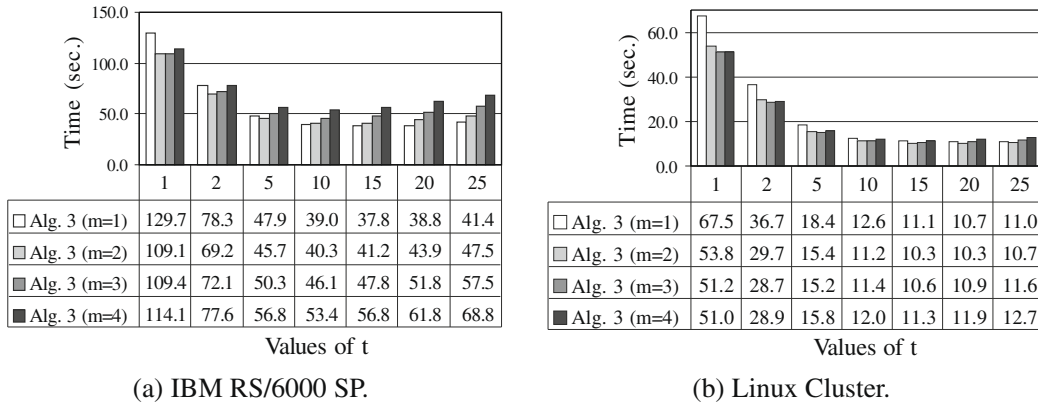 150.0
100.0
50.0
0.0
Time (sec.)
1 2 5 10 15 20 25
Alg. 3 (m=1) 129.7 78.3 47.9 39.0 37.8 38.8 41.4
Alg. 3 (m=2) 109.1 69.2 45.7 40.3 41.2 43.9 47.5
Alg. 3 (m=3) 109.4 72.1 50.3 46.1 47.8 51.8 57.5
Alg. 3 (m=4) 114.1 77.6 56.8 53.4 56.8 61.8 68.8
Values of t
(a) IBM RS/6000 SP.
60.0
40.0
20.0
0.0
Time (sec.)
1 2 5 10 15 20 25
Alg. 3 (m=1) 67.5 36.7 18.4 12.6 11.1 10.7 11.0
Alg. 3 (m=2) 53.8 29.7 15.4 11.2 10.3 10.3 10.7
Alg. 3 (m=3) 51.2 28.7 15.2 11.4 10.6 10.9 11.6
Alg. 3 (m=4) 51.0 28.9 15.8 12.0 11.3 11.9 12.7
Values of t
(b) Linux Cluster.